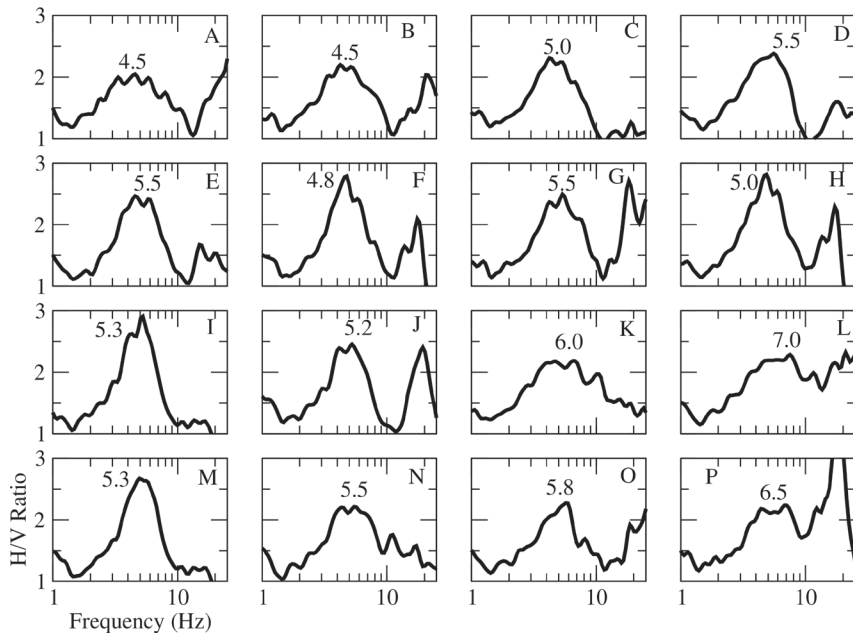 3 A B C D
4.5 4.5 5.0 5.5
2
1
3 E F G H
5.5 4.8 5.5 5.0
2
1
3 I J K L
5.3 5.2 6.0 7.0
2
1
3 M N O P
5.3 5.5 5.8 6.5
2
1
H/V Ratio
1 10 1 10 1 10 1 10
Frequency (Hz)